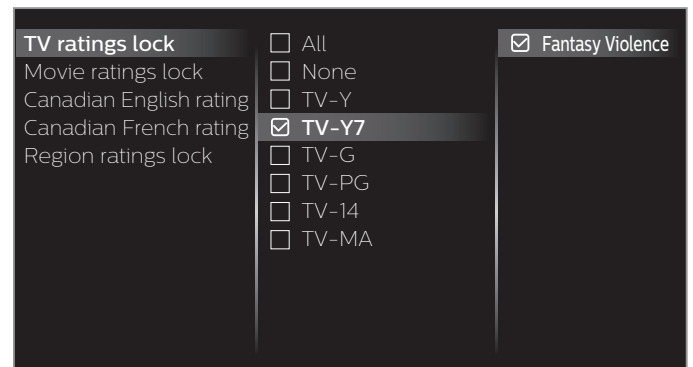 TV ratings lock
Movie ratings lock
Canadian English rating
Canadian French rating
Region ratings lock
All
None
TV-Y
TV-Y7
TV-G
TV-PG
TV-14
TV-MA
Fantasy Violence